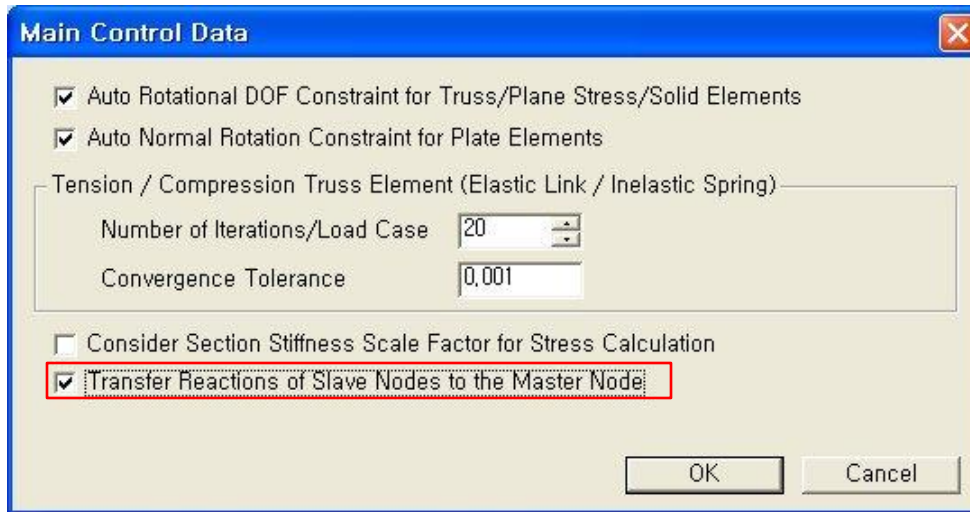 Main Control Data
Auto Rotational DOF Constraint for Truss/Plane Stress/Solid Elements
Auto Normal Rotation Constraint for Plate Elements
Tension / Compression Truss Element (Elastic Link / Inelastic Spring)
Number of Iterations/Load Case 20
Convergence Tolerance 0,001
Consider Section Stiffness Scale Factor for Stress Calculation
Transfer Reactions of Slave Nodes to the Master Node
OK Cancel